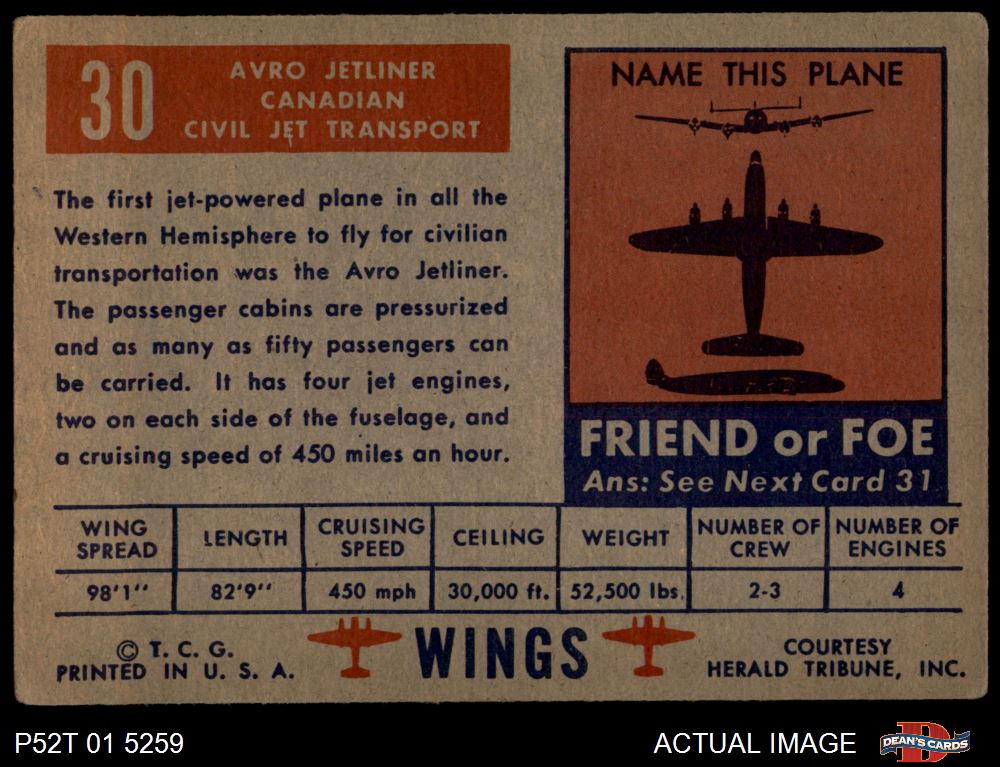 30
AVRO JETLINER
CANADIAN
CIVIL JET TRANSPORT
The first jet-powered plane in all the
Western Hemisphere to fly for civilian
transportation was the Avro Jetliner.
The passenger cabins are pressurized
and as many as fifty passengers can
be carried. It has four jet engines,
two on each side of the fuselage, and
a cruising speed of 450 miles an hour.
NAME THIS PLANE
FRIEND or FOE
Ans: See Next Card 31
WING SPREAD LENGTH CRUISING SPEED CEILING WEIGHT NUMBER OF CREW NUMBER OF ENGINES
98'1'' 82'9'' 450 mph 30,000 ft. 52,500 lbs. 2-3 4
© T. C. G.
PRINTED IN U. S. A.
WINGS
COURTESY
HERALD TRIBUNE, INC.
P52T 01 5259
ACTUAL IMAGE
D
DEAN'S CARDS